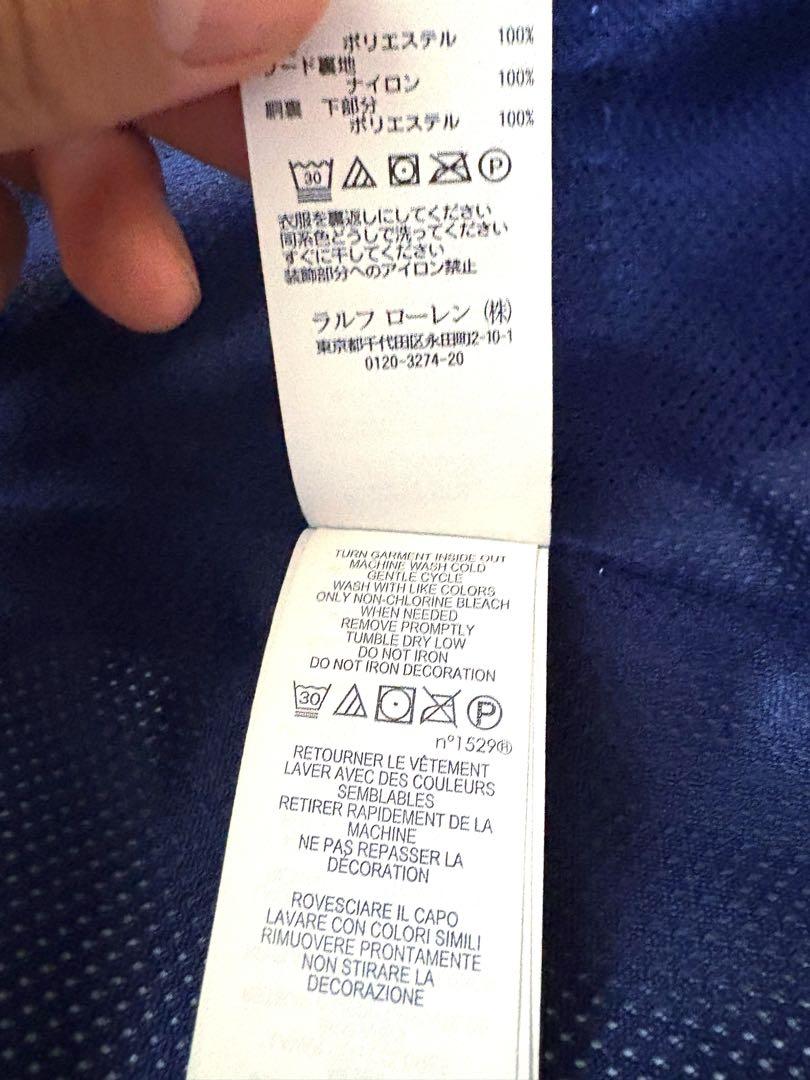 ポリエステル 100%
フード裏地
ナイロン 100%
胴裏 下部分
ポリエステル 100%
30 P
衣服を裏返しにしてください
同系色どうしで洗ってください
すぐに干してください
装飾部分へのアイロン禁止
ラルフ ローレン (株)
東京都千代田区永田町2-10-1
0120-3274-20
TURN GARMENT INSIDE OUT
MACHINE WASH COLD
GENTLE CYCLE
WASH WITH LIKE COLORS
ONLY NON-CHLORINE BLEACH
WHEN NEEDED
REMOVE PROMPTLY
TUMBLE DRY LOW
DO NOT IRON
DO NOT IRON DECORATION
30 P
nº1529Ⓗ
RETOURNER LE VÊTEMENT
LAVER AVEC DES COULEURS
SEMBLABLES
RETIRER RAPIDEMENT DE LA
MACHINE
NE PAS REPASSER LA
DÉCORATION
ROVESCIARE IL CAPO
LAVARE CON COLORI SIMILI
RIMUOVERE PRONTAMENTE
NON STIRARE LA
DECORAZIONE